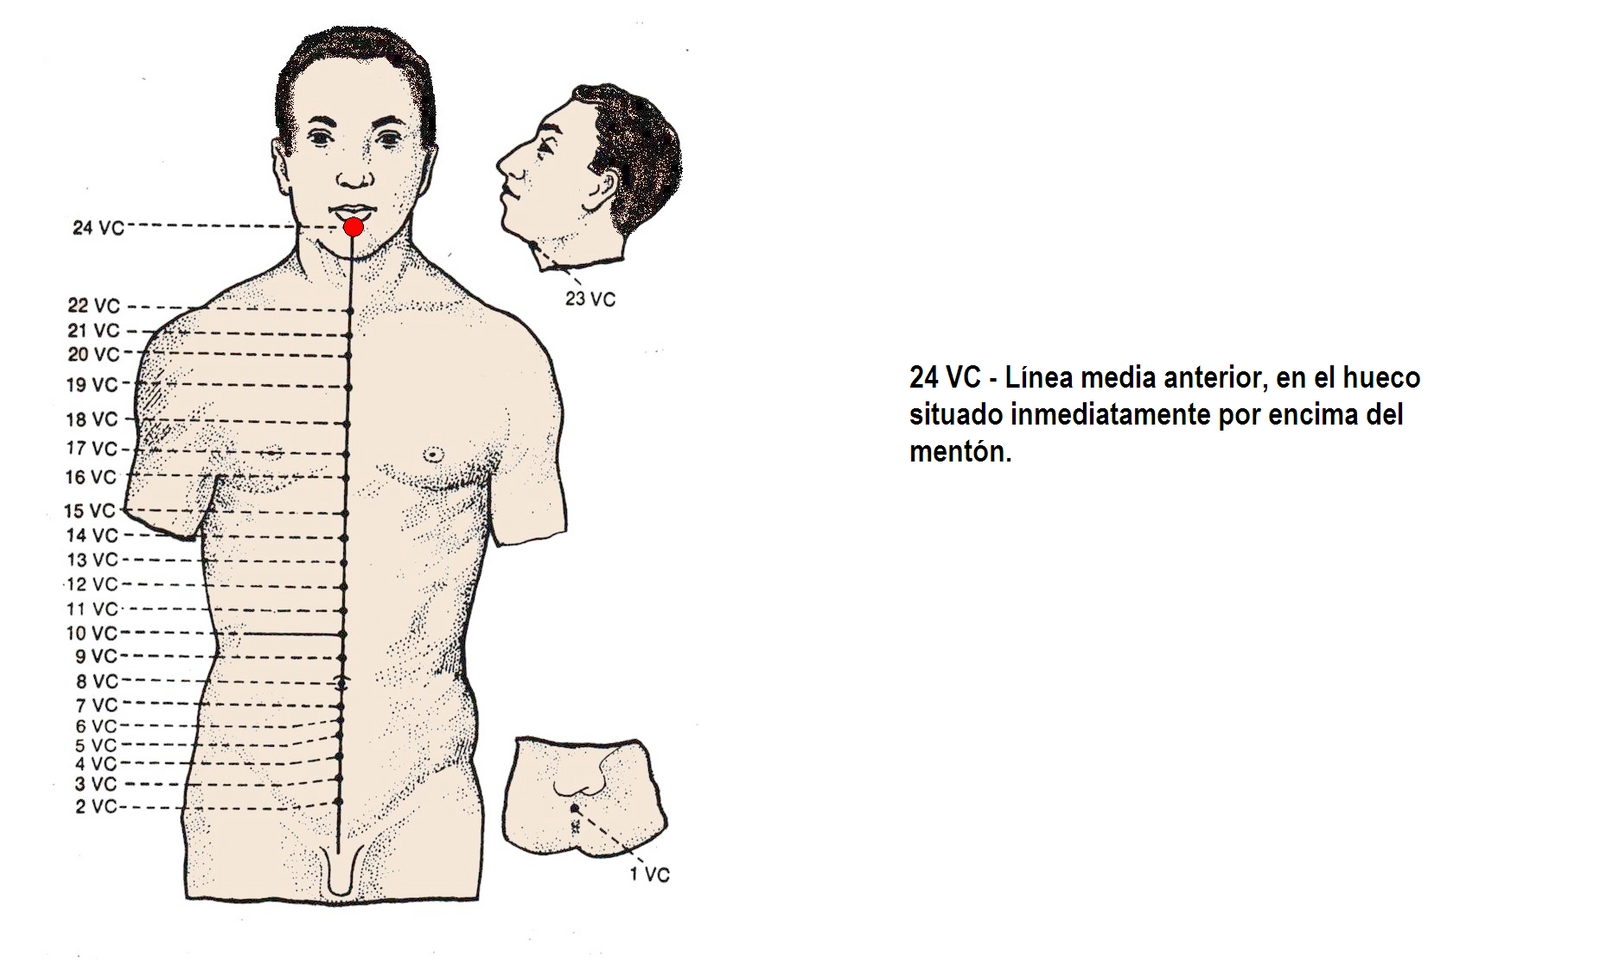 24 VC
23 VC
22 VC
21 VC
20 VC
19 VC
18 VC
17 VC
16 VC
15 VC
14 VC
13 VC
12 VC
11 VC
10 VC
9 VC
8 VC
7 VC
6 VC
5 VC
4 VC
3 VC
2 VC
1 VC
24 VC - Línea media anterior, en el hueco
situado inmediatamente por encima del
mentón.